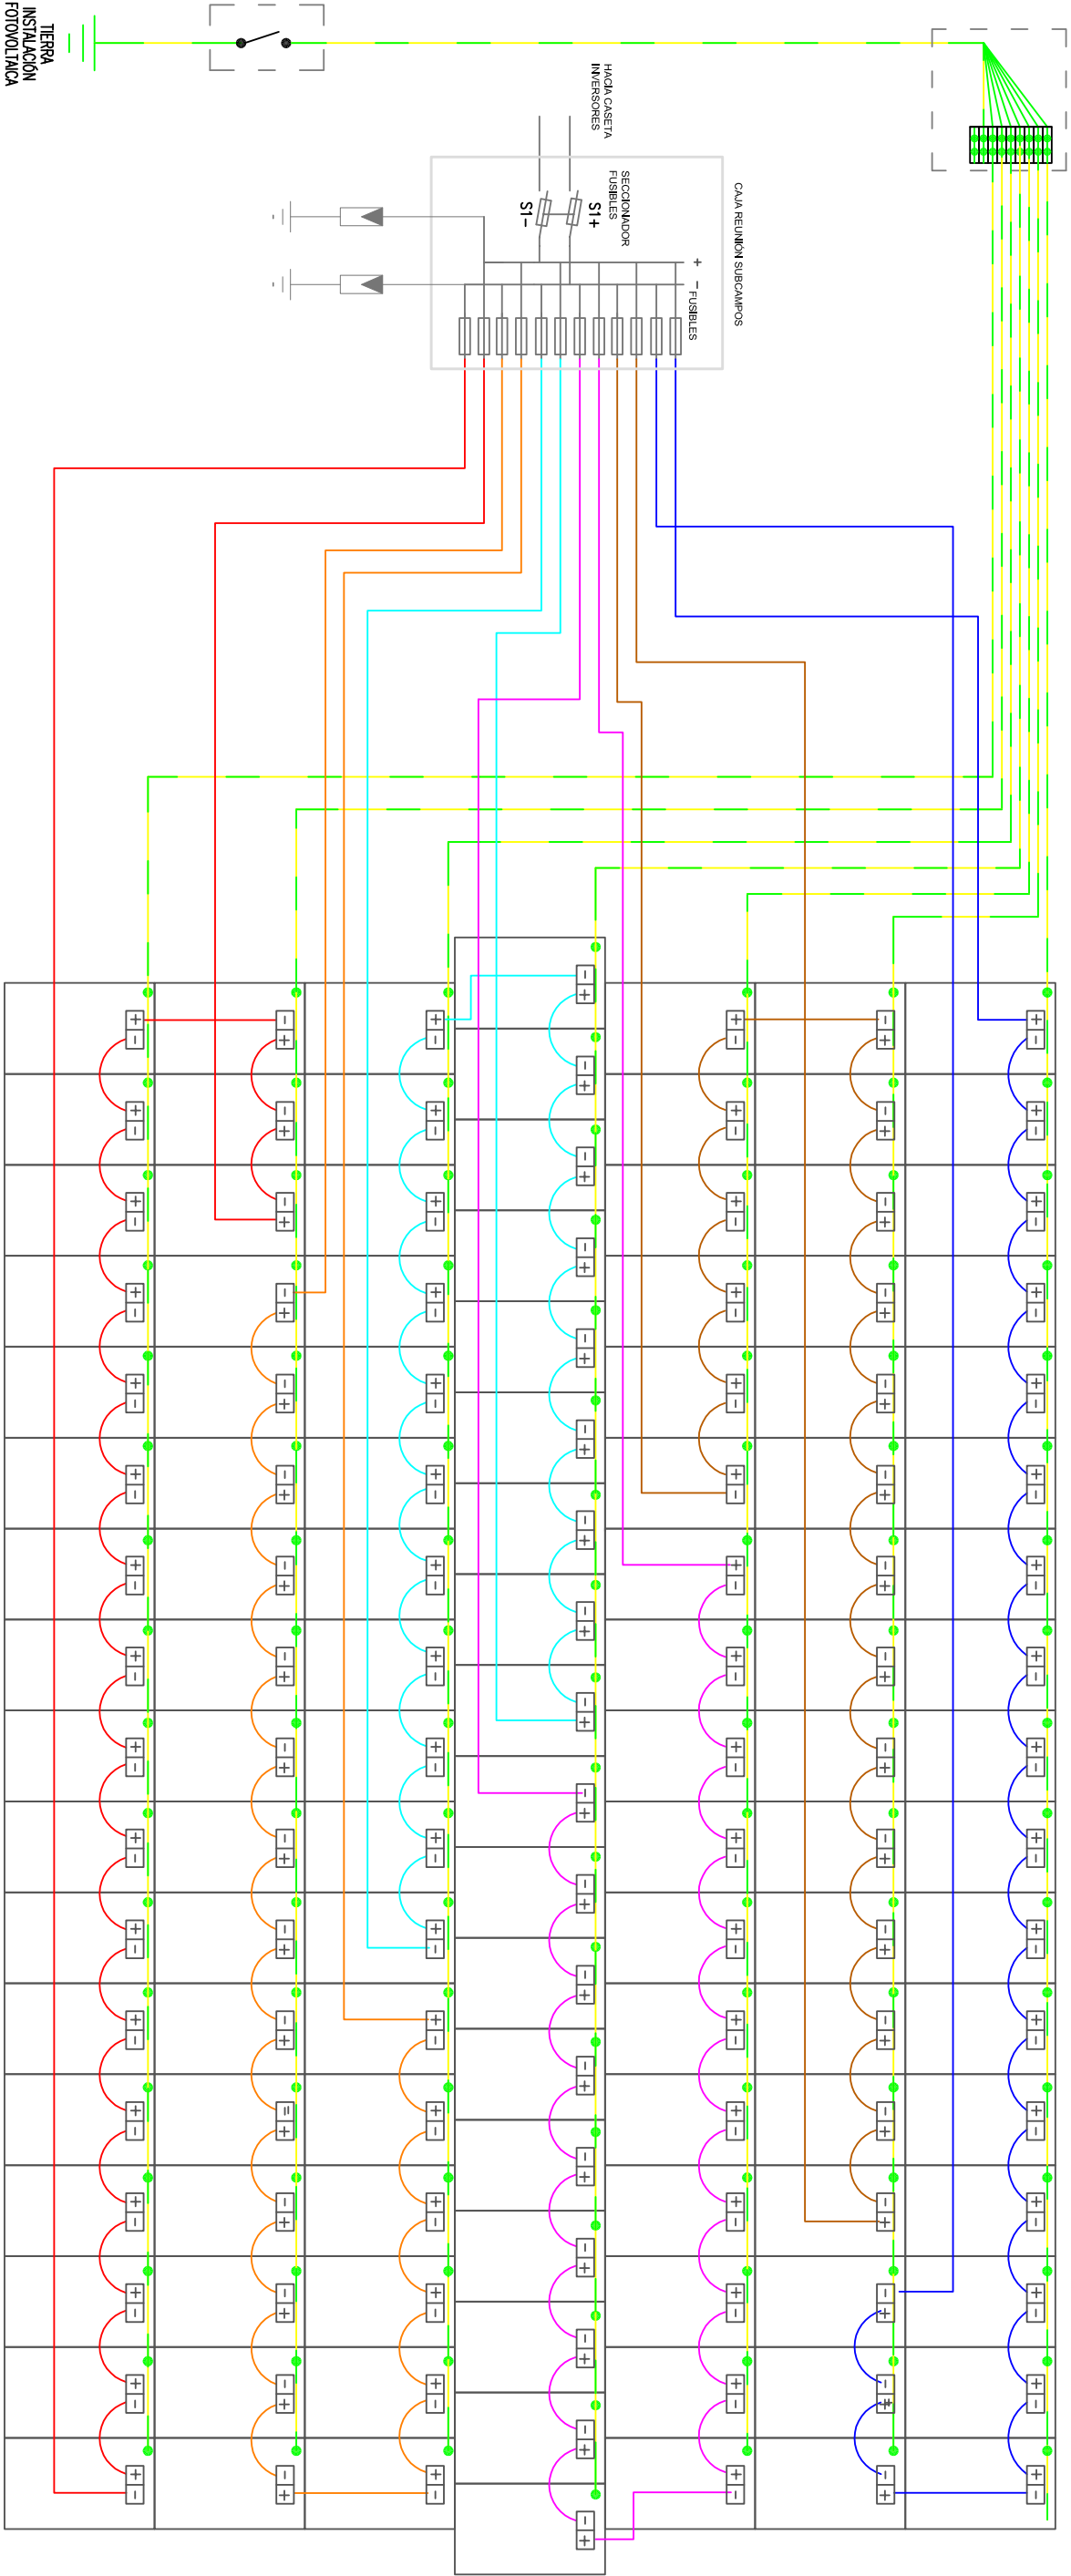 TIERRA
INSTALACIÓN
FOTOVOLTAICA
HACIA CASETA
INVERSORES
SECCIONADOR
FUSIBLES
S1+
S1-
CAJA REUNIÓN SUBCAMPOS
+
-
FUSIBLES